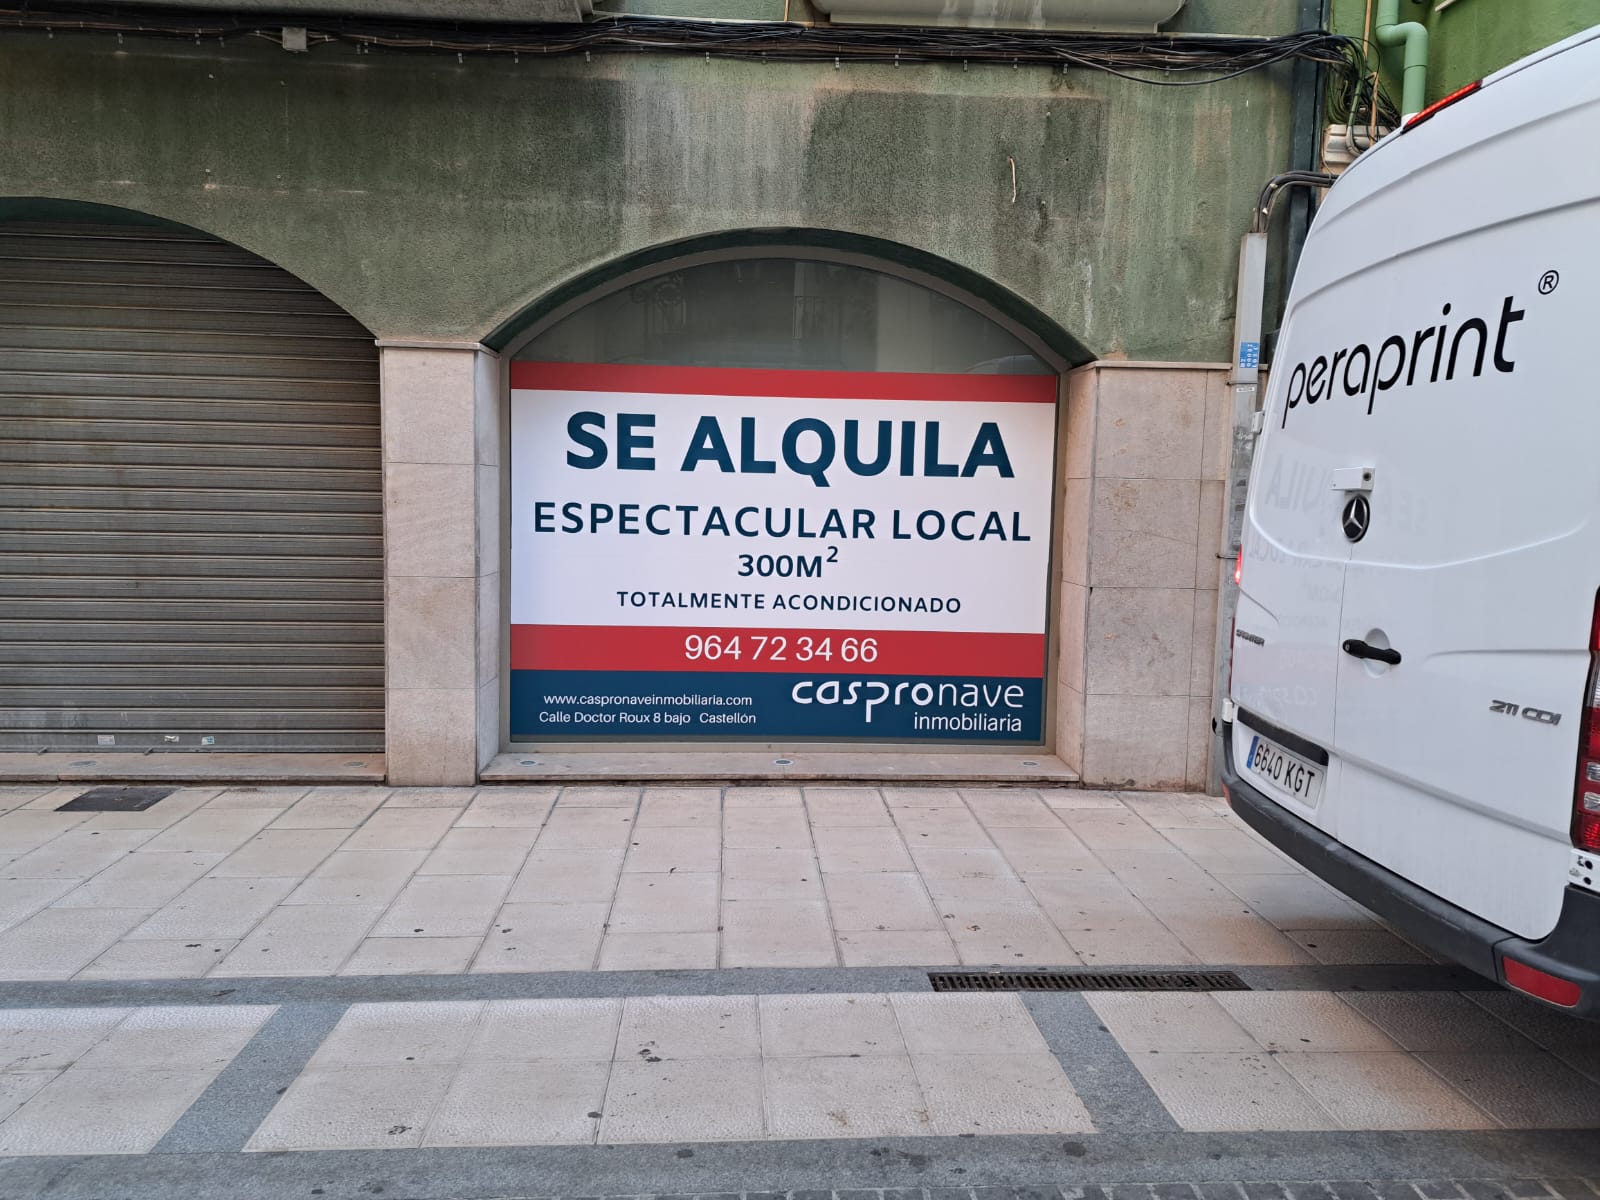 SE ALQUILA
ESPECTACULAR LOCAL
300M²
TOTALMENTE ACONDICIONADO
964 72 34 66
www.caspronaveinmobiliaria.com
Calle Doctor Roux 8 bajo Castellón
caspronave
inmobiliaria
peraprint®
211 CDI
6640 KGT